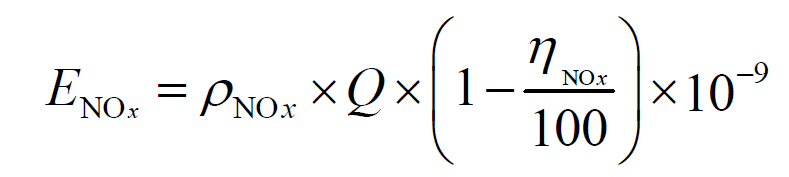 E_NOx = ρ_NOx × Q × (1 − η_NOx / 100) × 10^−9